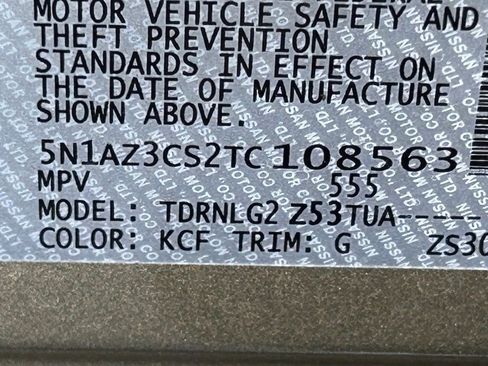 MOTOR VEHICLE SAFETY AND
THEFT PREVENTION
STANDARDS IN EFFECT ON
THE DATE OF MANUFACTURE
SHOWN ABOVE.
5N1AZ3CS2TC108563
MPV 555
MODEL: TDRNLG2 Z53TUA-----
COLOR: KCF TRIM: G ZS30